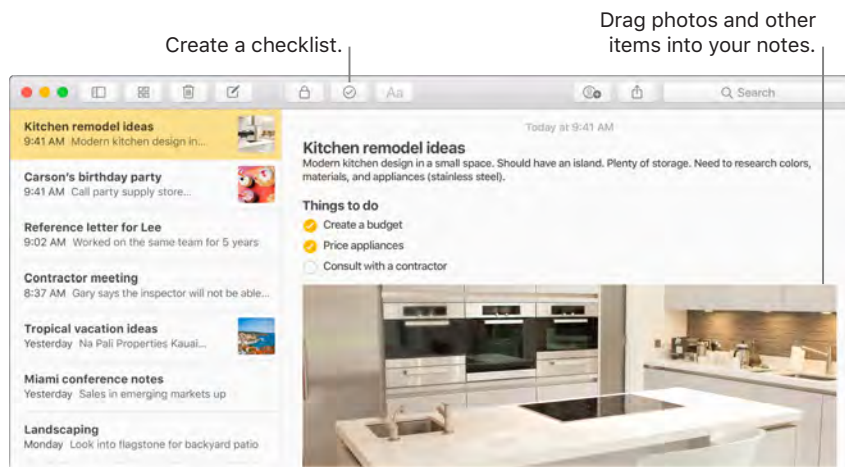 Drag photos and other
items into your notes.
Create a checklist.
Aa
Search
Kitchen remodel ideas
9:41 AM Modern kitchen design in...
Carson's birthday party
9:41 AM Call party supply store...
Reference letter for Lee
9:02 AM Worked on the same team for 5 years
Contractor meeting
8:37 AM Gary says the inspector will not be able...
Tropical vacation ideas
Yesterday Na Pali Properties Kauai...
Miami conference notes
Yesterday Sales in emerging markets up
Landscaping
Monday Look into flagstone for backyard patio
Today at 9:41 AM
Kitchen remodel ideas
Modern kitchen design in a small space. Should have an island. Plenty of storage. Need to research colors,
materials, and appliances (stainless steel).
Things to do
Create a budget
Price appliances
Consult with a contractor